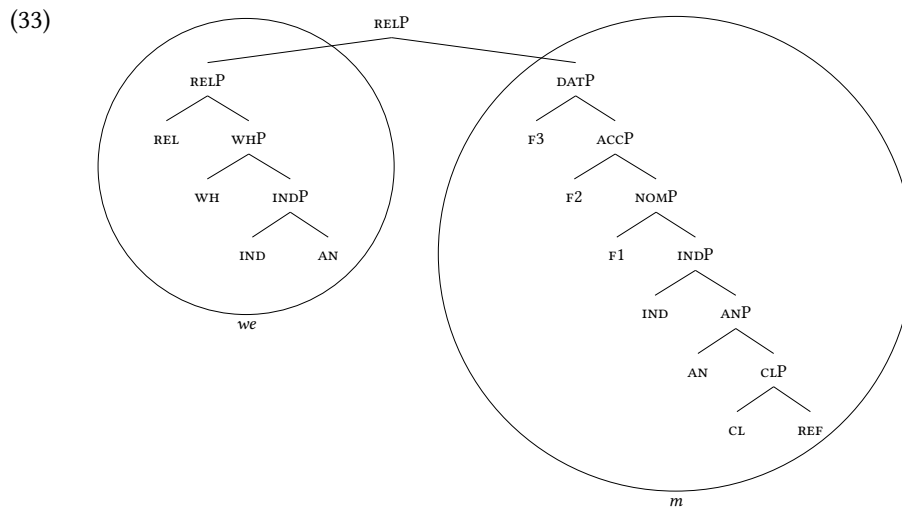 (33)
RELP
RELP DATP
REL WHP F3 ACCP
WH INDP F2 NOMP
IND AN F1 INDP
IND ANP
we
AN CLP
CL REF
m